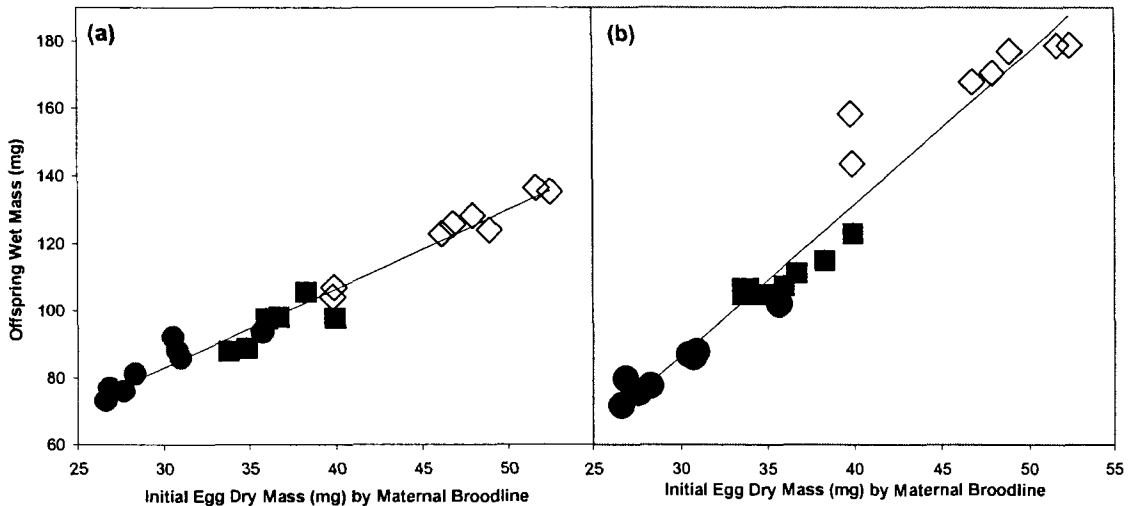 (a)
(b)
Offspring Wet Mass (mg)
180
160
140
120
100
80
60
25 30 35 40 45 50
25 30 35 40 45 50 55
Initial Egg Dry Mass (mg) by Maternal Broodline
Initial Egg Dry Mass (mg) by Maternal Broodline